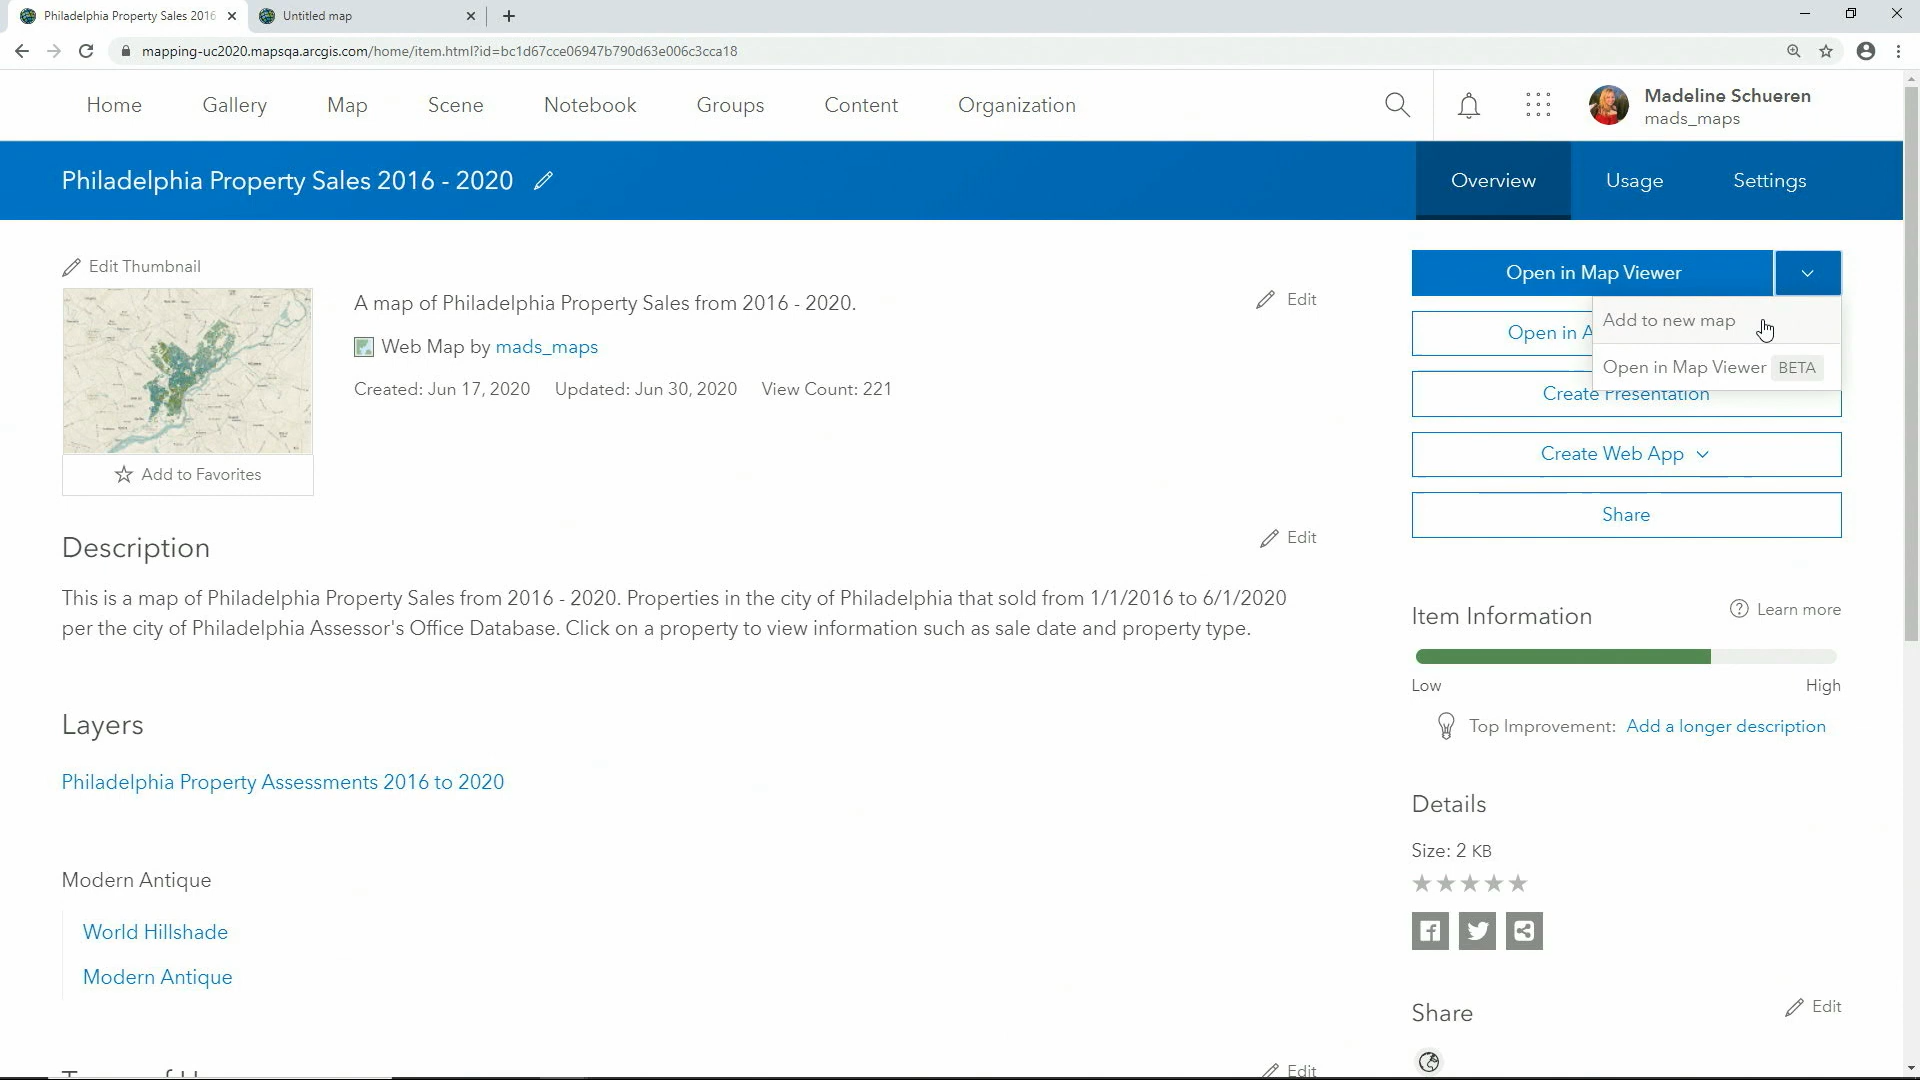 Philadelphia Property Sales 2016
Untitled map
mapping-uc2020.mapsqa.arcgis.com/home/item.html?id=bc1d67cce06947b790d63e006c3cca18
Home Gallery Map Scene Notebook Groups Content Organization
Madeline Schueren
mads_maps
Philadelphia Property Sales 2016 - 2020
Overview Usage Settings
Edit Thumbnail
Add to Favorites
A map of Philadelphia Property Sales from 2016 - 2020.
Edit
Web Map by mads_maps
Created: Jun 17, 2020 Updated: Jun 30, 2020 View Count: 221
Open in Map Viewer
Add to new map
Open in A
Open in Map Viewer BETA
Create Presentation
Create Web App
Share
Description
Edit
This is a map of Philadelphia Property Sales from 2016 - 2020. Properties in the city of Philadelphia that sold from 1/1/2016 to 6/1/2020
per the city of Philadelphia Assessor's Office Database. Click on a property to view information such as sale date and property type.
Item Information
Learn more
Low High
Top Improvement: Add a longer description
Layers
Philadelphia Property Assessments 2016 to 2020
Modern Antique
World Hillshade
Modern Antique
Details
Size: 2 KB
Share
Edit
Edit